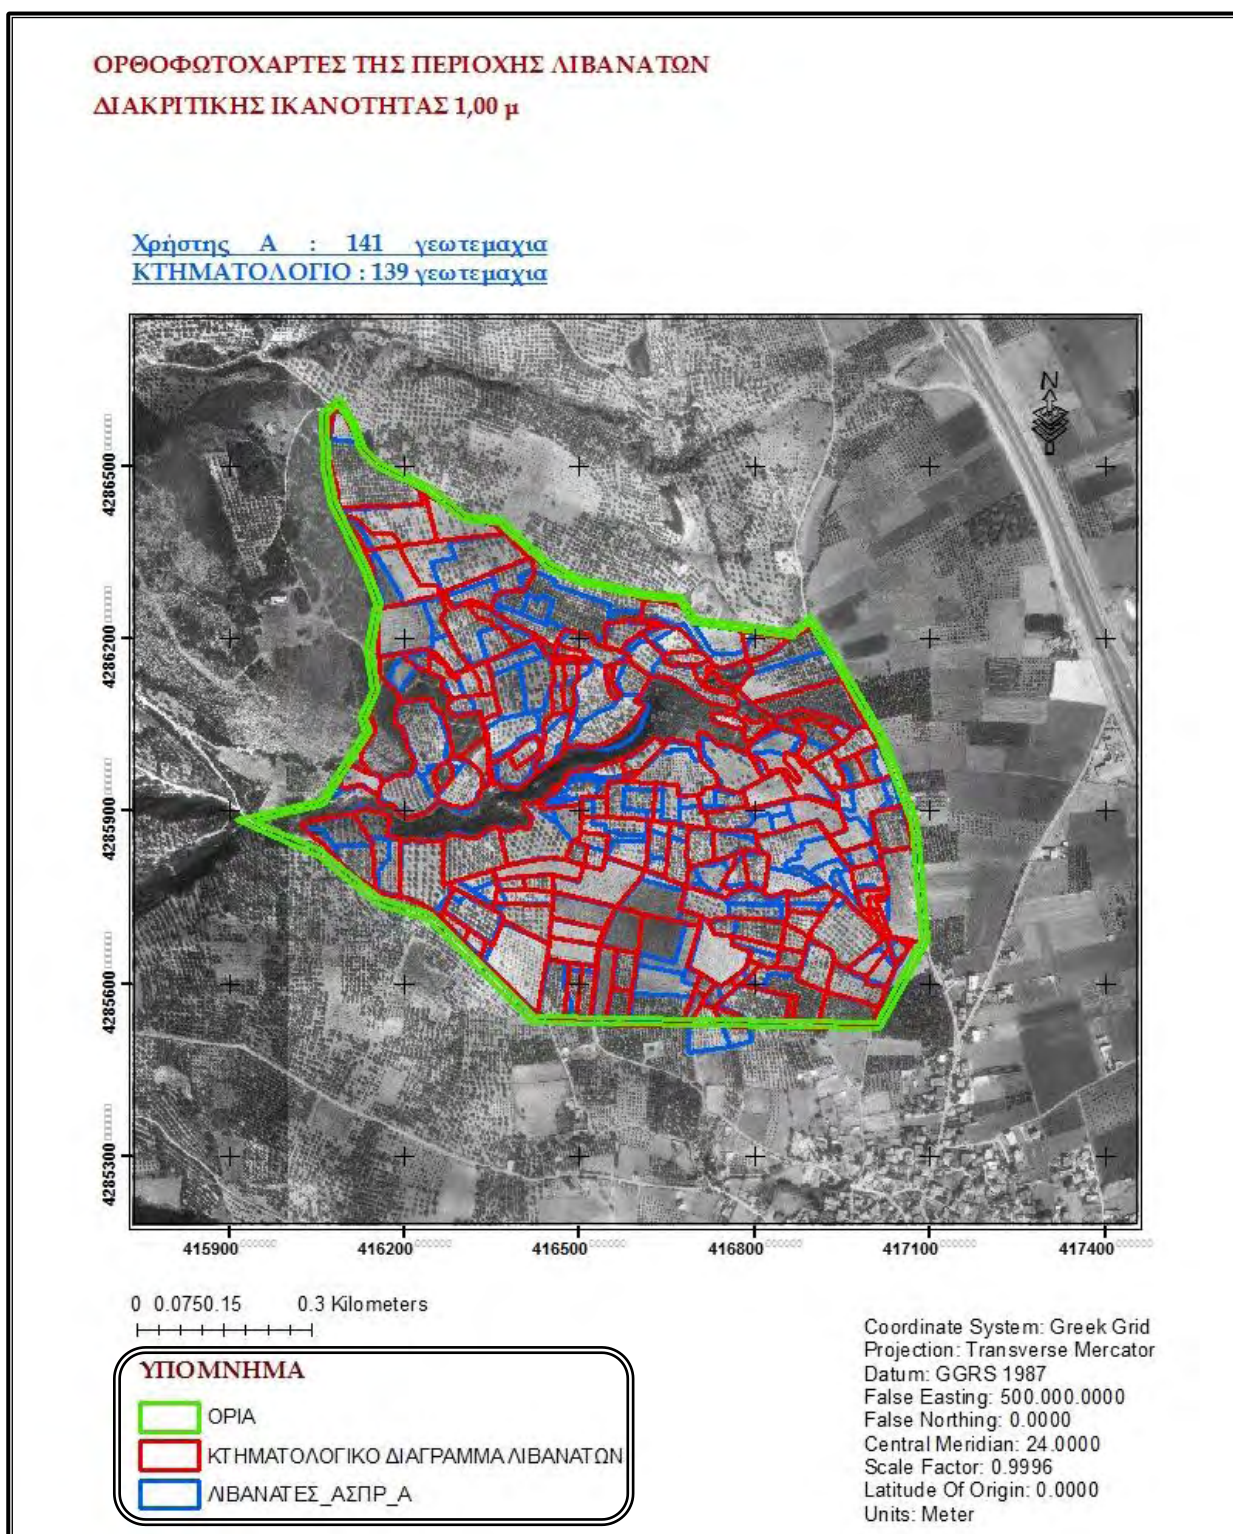 ΟΡΘΟΦΩΤΟΧΑΡΤΕΣ ΤΗΣ ΠΕΡΙΟΧΗΣ ΛΙΒΑΝΑΤΩΝ
ΔΙΑΚΡΙΤΙΚΗΣ ΙΚΑΝΟΤΗΤΑΣ 1,00 μ
Χρήστης Α : 141 γεωτεμαχια
ΚΤΗΜΑΤΟΛΟΓΙΟ : 139 γεωτεμαχια
N
4286500
4286200
4285900
4285600
4285300
415900 416200 416500 416800 417100 417400
0 0.0750.15 0.3 Kilometers
ΥΠΟΜΝΗΜΑ
ΟΡΙΑ
ΚΤΗΜΑΤΟΛΟΓΙΚΟ ΔΙΑΓΡΑΜΜΑ ΛΙΒΑΝΑΤΩΝ
ΛΙΒΑΝΑΤΕΣ_ΑΣΠΡ_Α
Coordinate System: Greek Grid
Projection: Transverse Mercator
Datum: GGRS 1987
False Easting: 500.000.0000
False Northing: 0.0000
Central Meridian: 24.0000
Scale Factor: 0.9996
Latitude Of Origin: 0.0000
Units: Meter